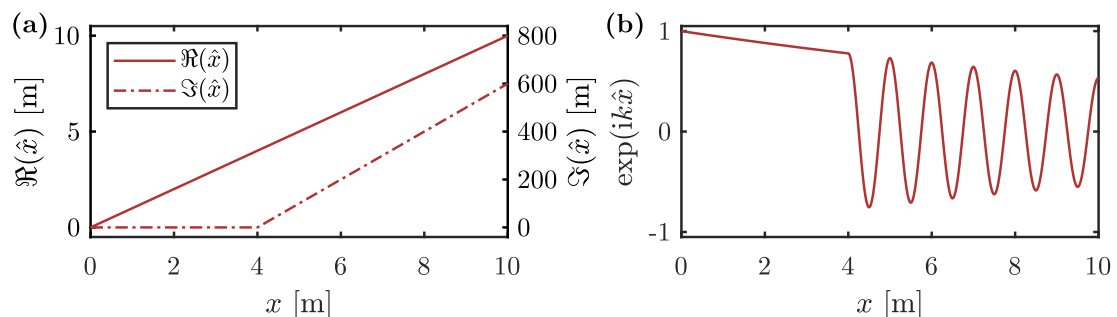 (a)
ℜ(x̂) [m]
10
5
0
ℜ(x̂)
ℑ(x̂)
800
600
400
200
0
ℑ(x̂) [m]
0 2 4 6 8 10
x [m]
(b)
exp(ikx̂)
1
0
-1
0 2 4 6 8 10
x [m]